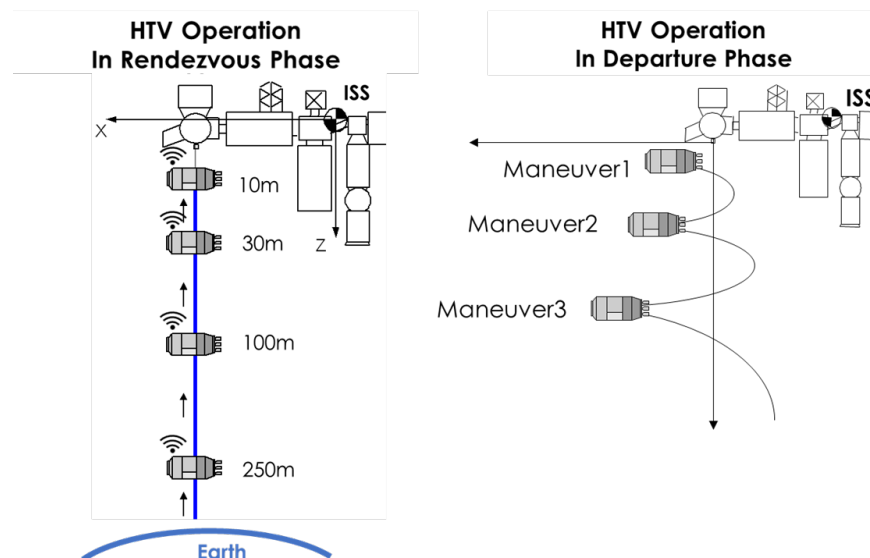 HTV Operation
In Rendezvous Phase
ISS
X
10m
30m
Z
100m
250m
Earth
HTV Operation
In Departure Phase
ISS
Maneuver1
Maneuver2
Maneuver3